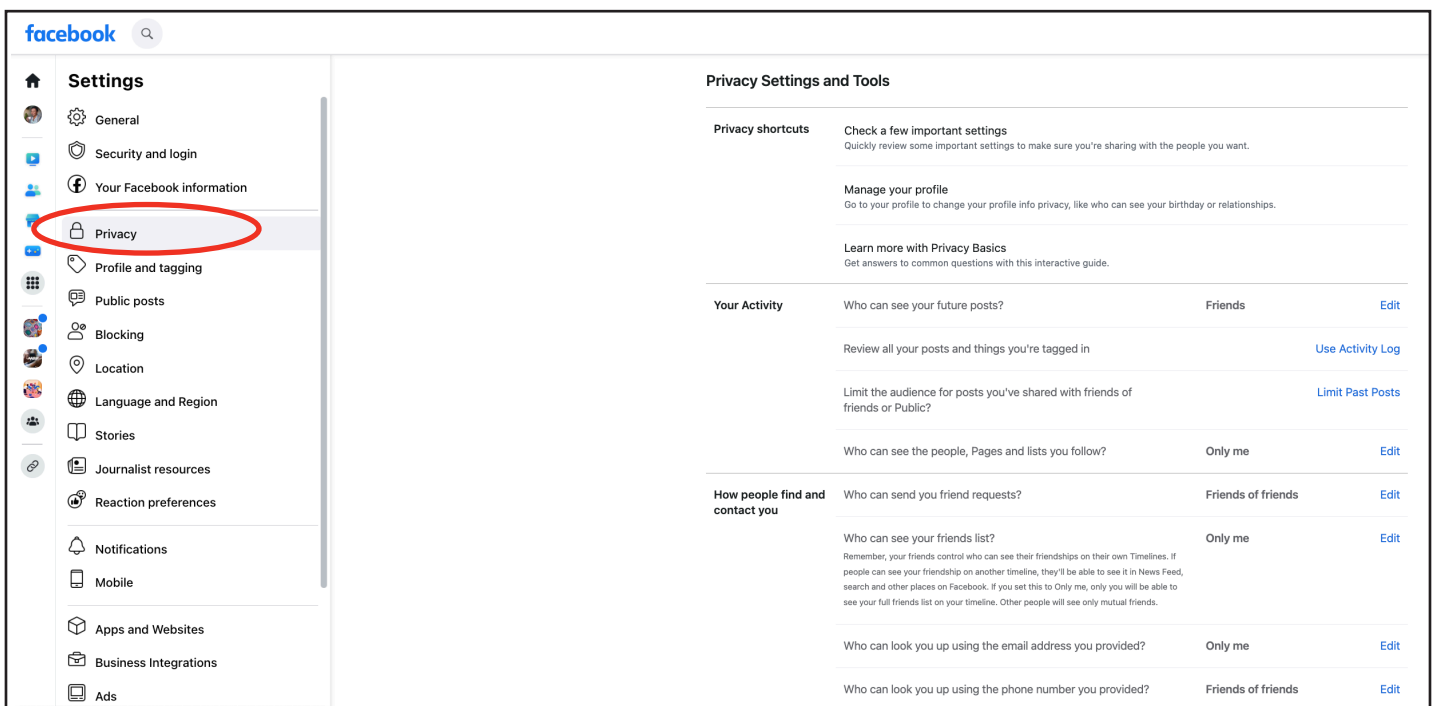 facebook
Settings
General
Security and login
Your Facebook information
Privacy
Profile and tagging
Public posts
Blocking
Location
Language and Region
Stories
Journalist resources
Reaction preferences
Notifications
Mobile
Apps and Websites
Business Integrations
Ads
Privacy Settings and Tools
Privacy shortcuts
Check a few important settings
Quickly review some important settings to make sure you're sharing with the people you want.
Manage your profile
Go to your profile to change your profile info privacy, like who can see your birthday or relationships.
Learn more with Privacy Basics
Get answers to common questions with this interactive guide.
Your Activity
Who can see your future posts? Friends Edit
Review all your posts and things you're tagged in Use Activity Log
Limit the audience for posts you've shared with friends of
friends or Public?
Limit Past Posts
Who can see the people, Pages and lists you follow? Only me Edit
How people find and
contact you
Who can send you friend requests? Friends of friends Edit
Who can see your friends list? Only me Edit
Remember, your friends control who can see their friendships on their own Timelines. If
people can see your friendship on another timeline, they'll be able to see it in News Feed,
search and other places on Facebook. If you set this to Only me, only you will be able to
see your full friends list on your timeline. Other people will see only mutual friends.
Who can look you up using the email address you provided? Only me Edit
Who can look you up using the phone number you provided? Friends of friends Edit